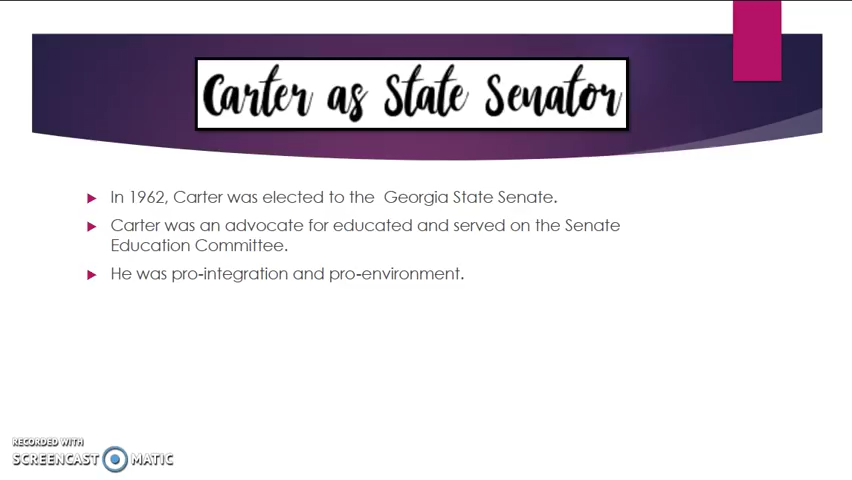 Carter as State Senator
In 1962, Carter was elected to the Georgia State Senate.
Carter was an advocate for educated and served on the Senate
Education Committee.
He was pro-integration and pro-environment.
RECORDED WITH
SCREENCAST MATIC